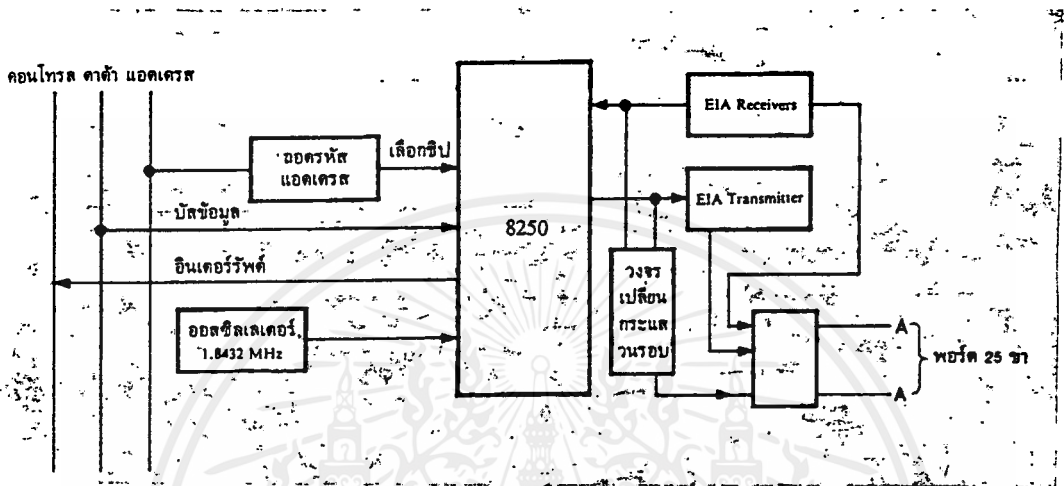 คอนโทรล ดาต้า แอดเดรส
ถอดรหัส
แอดเดรส
เลือกชิป
บัสข้อมูล
อินเตอร์รัพต์
ออสซิลเลเตอร์
1.8432 MHz
8250
EIA Receivers
EIA Transmitter
วงจร
เปลี่ยน
กระแส
วนรอบ
A
A
พอร์ต 25 ขา